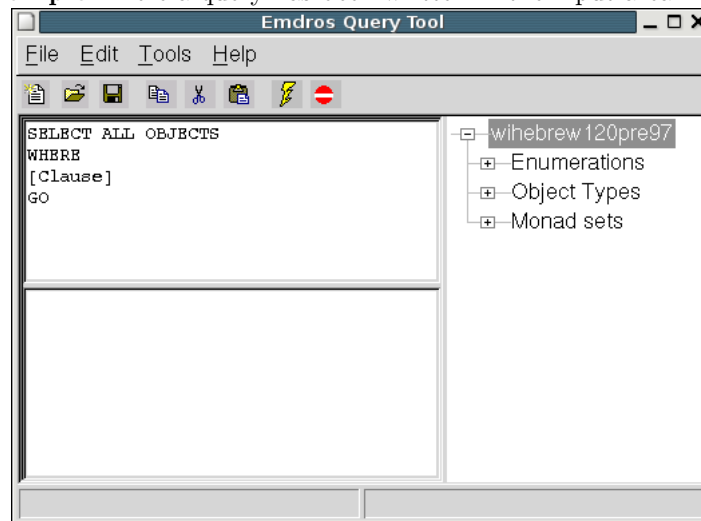 Emdros Query Tool
File Edit Tools Help
SELECT ALL OBJECTS
WHERE
[Clause]
GO
wihebrew120pre97
Enumerations
Object Types
Monad sets